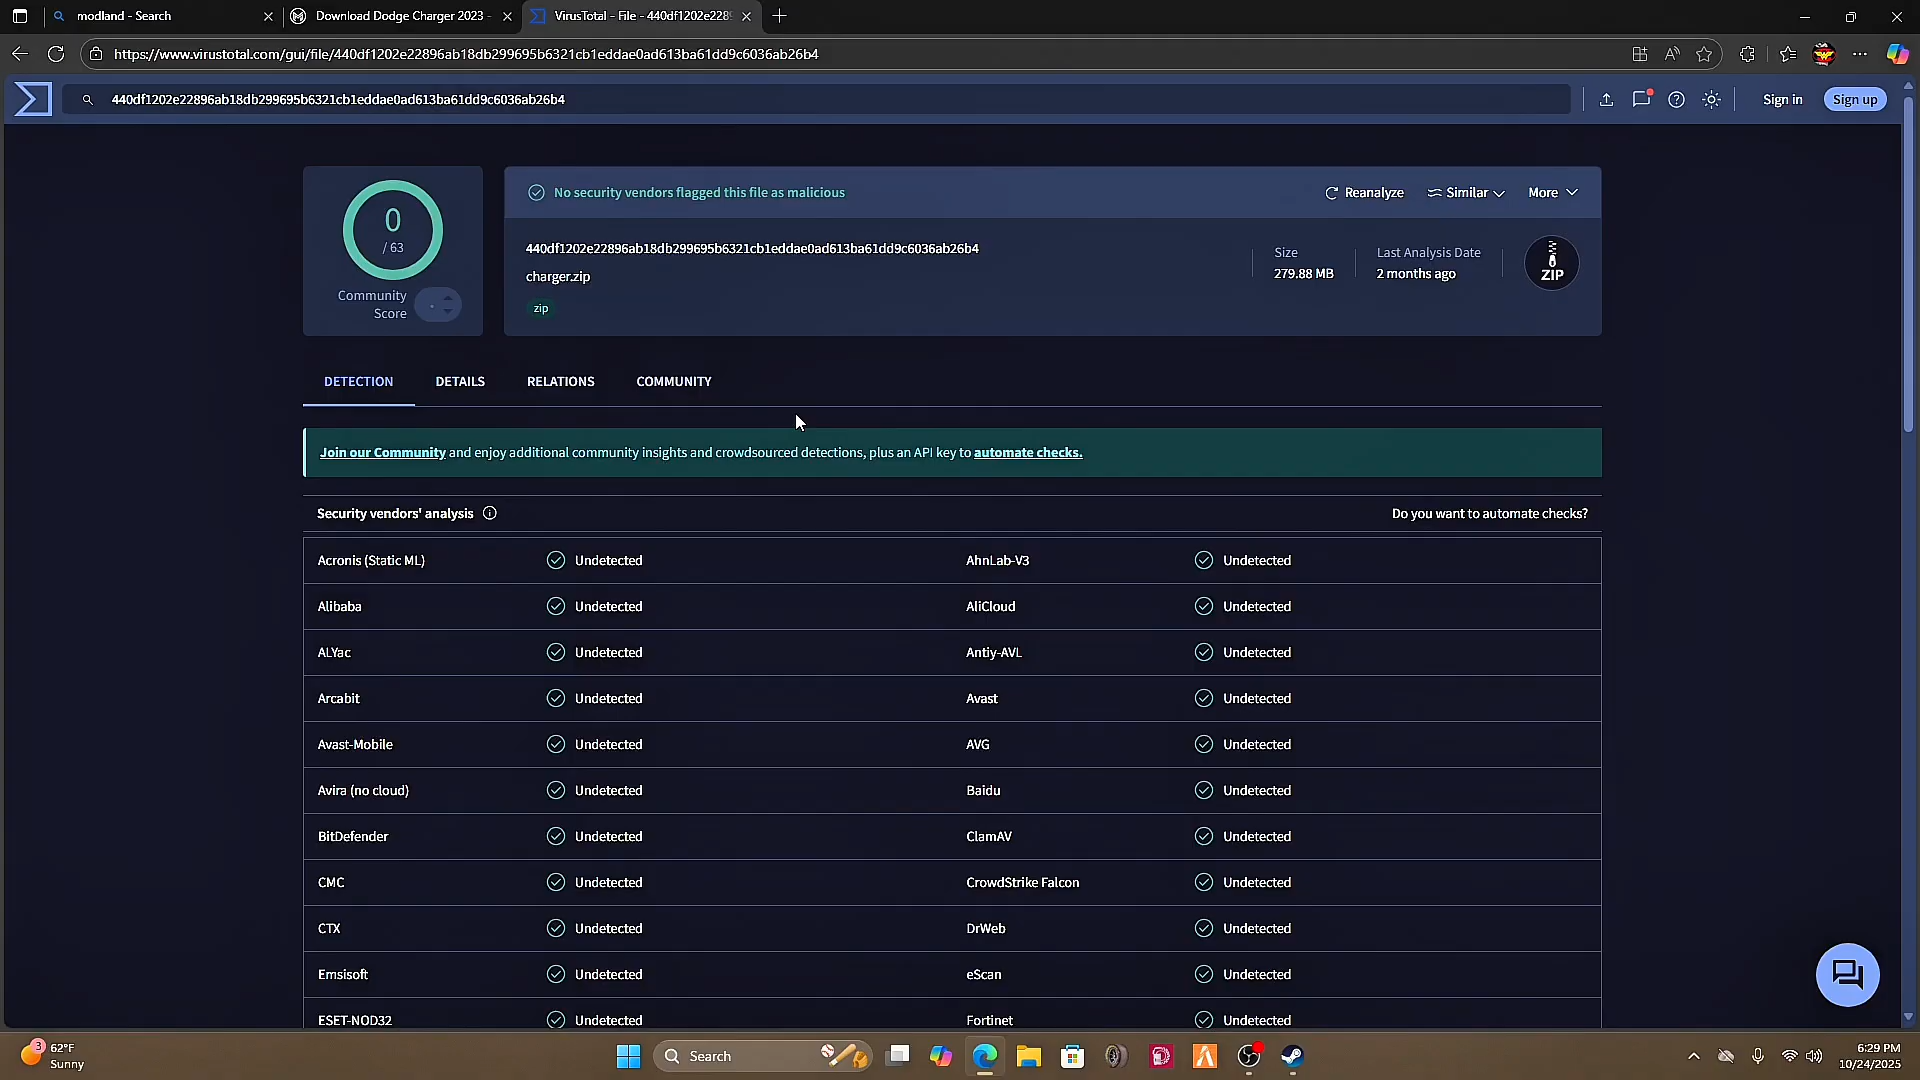 modland - Search
Download Dodge Charger 2023 -
VirusTotal - File - 440df1202e228
https://www.virustotal.com/gui/file/440df1202e22896ab18db299695b6321cb1eddae0ad613ba61dd9c6036ab26b4
440df1202e22896ab18db299695b6321cb1eddae0ad613ba61dd9c6036ab26b4
Sign in
Sign up
0
/ 63
Community
Score
No security vendors flagged this file as malicious
Reanalyze
Similar
More
440df1202e22896ab18db299695b6321cb1eddae0ad613ba61dd9c6036ab26b4
charger.zip
zip
Size
279.88 MB
Last Analysis Date
2 months ago
ZIP
DETECTION
DETAILS
RELATIONS
COMMUNITY
Join our Community and enjoy additional community insights and crowdsourced detections, plus an API key to automate checks.
Security vendors' analysis
Do you want to automate checks?
Acronis (Static ML) Undetected AhnLab-V3 Undetected
Alibaba Undetected AliCloud Undetected
ALYac Undetected Antiy-AVL Undetected
Arcabit Undetected Avast Undetected
Avast-Mobile Undetected AVG Undetected
Avira (no cloud) Undetected Baidu Undetected
BitDefender Undetected ClamAV Undetected
CMC Undetected CrowdStrike Falcon Undetected
CTX Undetected DrWeb Undetected
Emsisoft Undetected eScan Undetected
ESET-NOD32 Undetected Fortinet Undetected
3
62°F
Sunny
Search
6:29 PM
10/24/2025